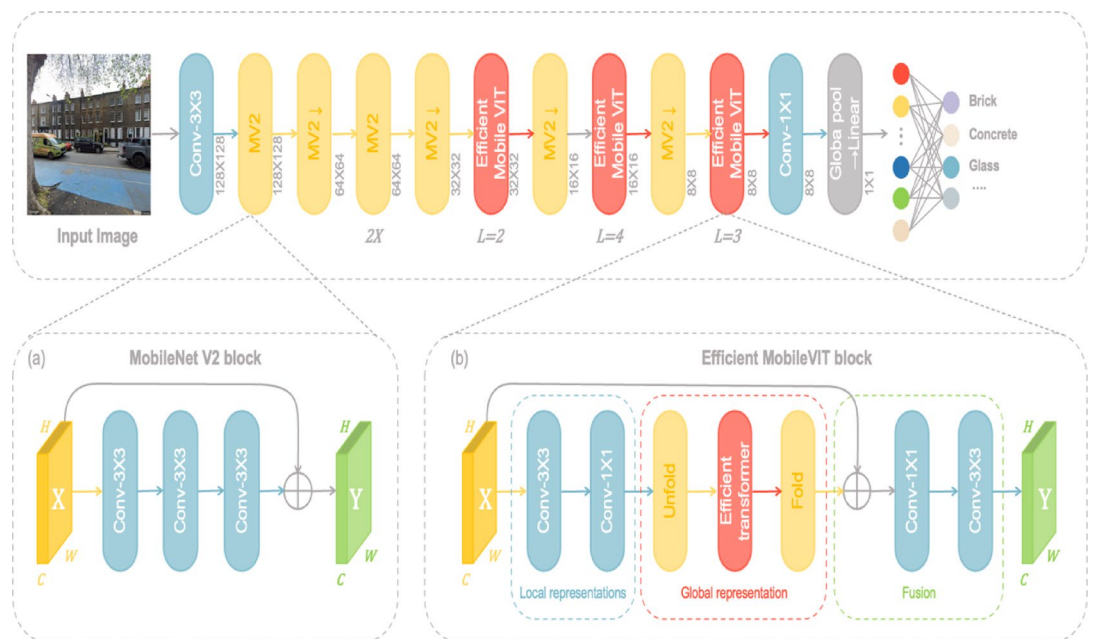 Conv-3X3
128X128
MV2
128X128
MV2 ↓
64X64
MV2
64X64
MV2 ↓
32X32
Efficient
Mobile ViT
32X32
MV2 ↓
16X16
Efficient
Mobile ViT
16X16
MV2 ↓
8X8
Efficient
Mobile ViT
8X8
Conv-1X1
8X8
Globa pool
→Linear
1X1
Brick
Concrete
Glass
....
Input Image
2X
L=2
L=4
L=3
(a)
MobileNet V2 block
H
X
W
C
Conv-3X3
Conv-3X3
Conv-3X3
H
Y
W
C
(b)
Efficient MobileVIT block
H
X
W
C
Conv-3X3
Conv-1X1
Local representations
Unfold
Efficient
transformer
Fold
Global representation
Conv-1X1
Conv-3X3
Fusion
H
Y
W
C